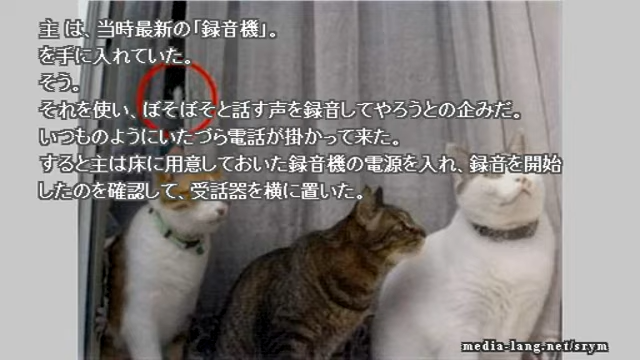 主 は、当時最新の「録音機」。
を手に入れていた。
そう。
それを使い、ぼそぼそと話す声を録音してやろうとの企みだ。
いつものようにいたづら電話が掛かって来た。
すると主は床に用意しておいた録音機の電源を入れ、録音を開始
したのを確認して、受話器を横に置いた。
media-lang.net/srym